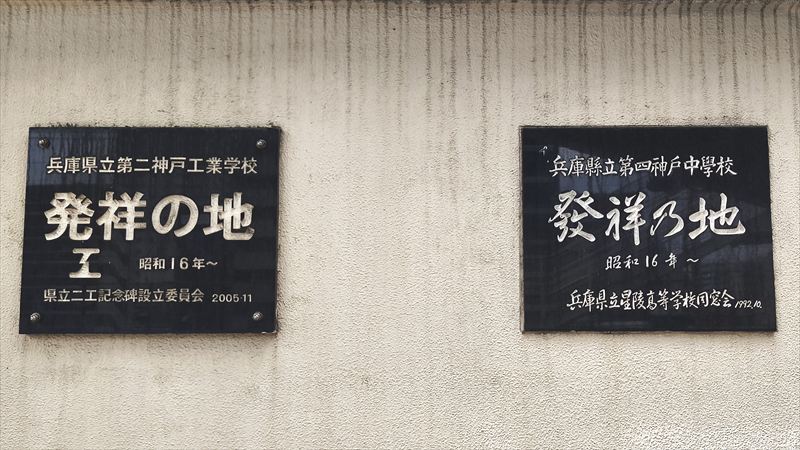 兵庫県立第二神戸工業学校
発祥の地
工
昭和16年～
県立二工記念碑設立委員会 2005・11
兵庫縣立第四神戸中學校
發祥乃地
昭和16年～
兵庫県立星陵高等学校同窓会 1992.10.